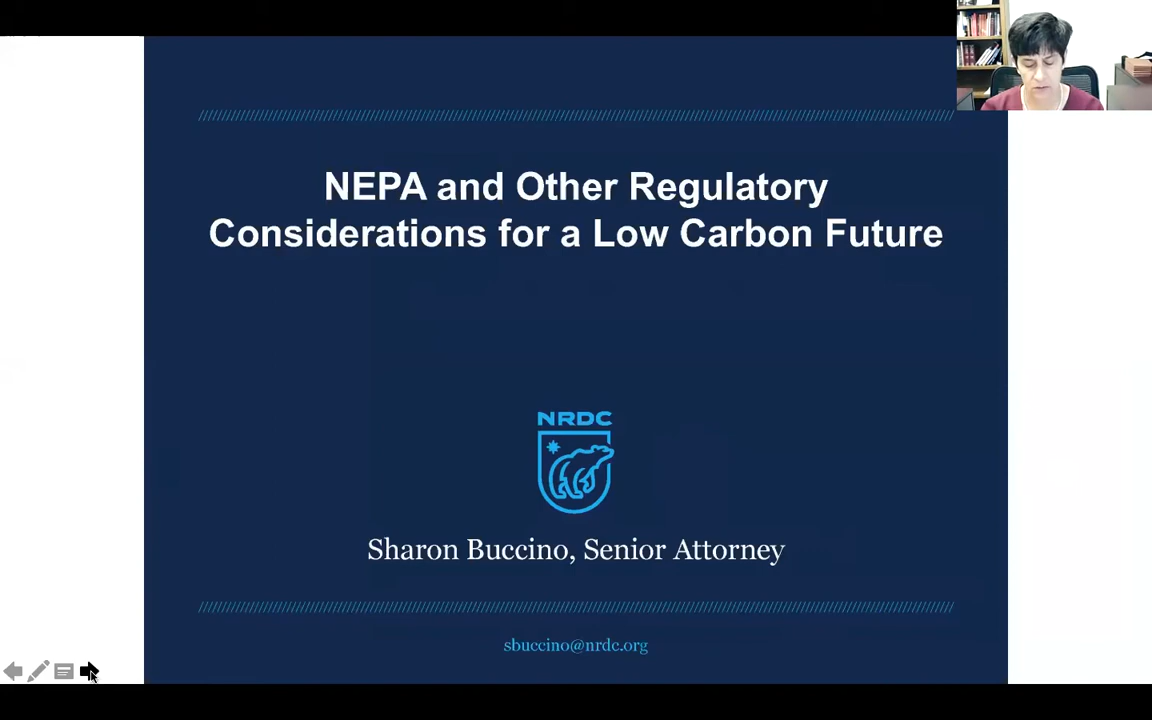 NEPA and Other Regulatory
Considerations for a Low Carbon Future
NRDC
Sharon Buccino, Senior Attorney
sbuccino@nrdc.org